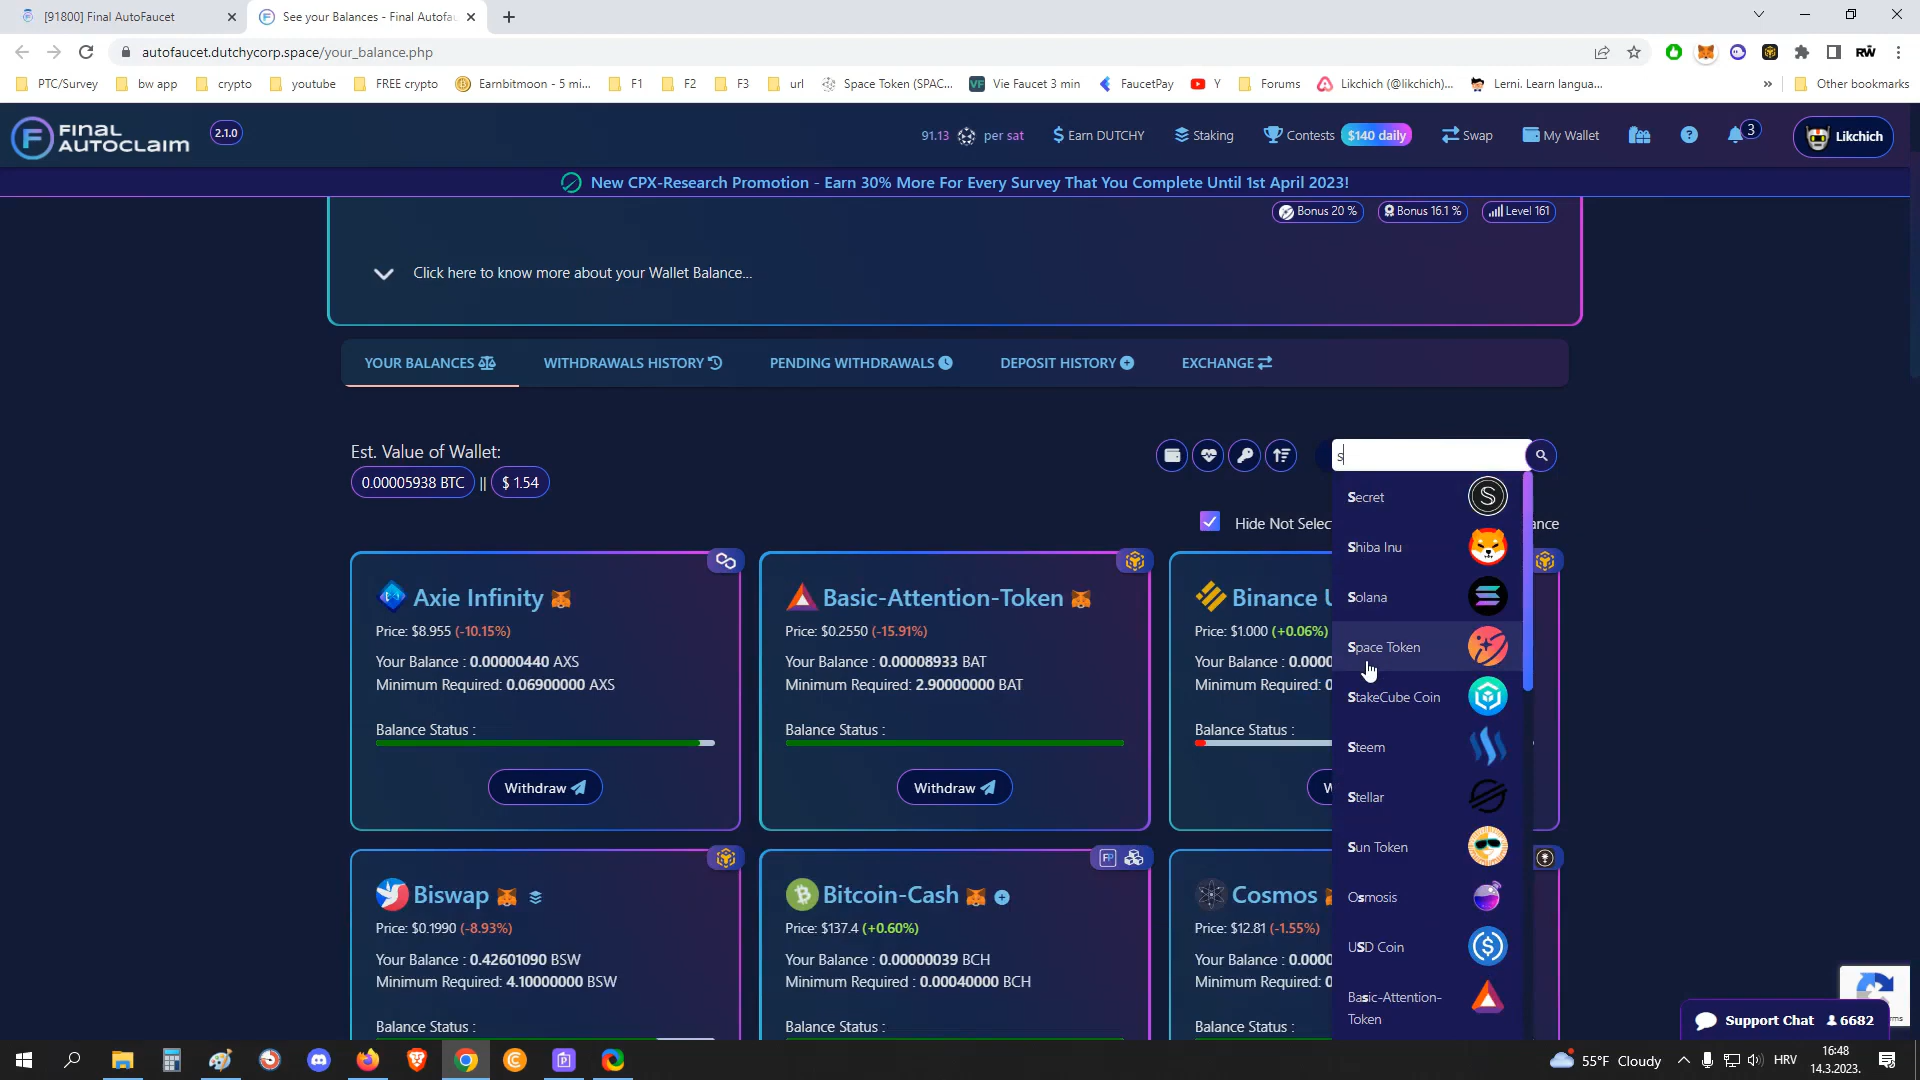 [91800] Final AutoFaucet
See your Balances - Final Autofau
autofaucet.dutchycorp.space/your_balance.php
PTC/Survey
bw app
crypto
youtube
FREE crypto
Earnbitmoon - 5 mi...
F1
F2
F3
url
Space Token (SPAC...
Vie Faucet 3 min
FaucetPay
Y
Forums
Likchich (@likchich)...
Lerni. Learn langua...
»
Other bookmarks
FINAL AUTOCLAIM
2.1.0
91.13 per sat
Earn DUTCHY
Staking
Contests $140 daily
Swap
My Wallet
3
Likchich
New CPX-Research Promotion - Earn 30% More For Every Survey That You Complete Until 1st April 2023!
Bonus 20 %
Bonus 16.1 %
Level 161
Click here to know more about your Wallet Balance...
YOUR BALANCES
WITHDRAWALS HISTORY
PENDING WITHDRAWALS
DEPOSIT HISTORY
EXCHANGE
Est. Value of Wallet:
0.00005938 BTC || $ 1.54
s
Hide Not Selec
ance
Secret
Shiba Inu
Solana
Space Token
StakeCube Coin
Steem
Stellar
Sun Token
Osmosis
USD Coin
Basic-Attention-
Token
Axie Infinity
Price: $8.955 (-10.15%)
Your Balance : 0.00000440 AXS
Minimum Required: 0.06900000 AXS
Balance Status :
Withdraw
Basic-Attention-Token
Price: $0.2550 (-15.91%)
Your Balance : 0.00008933 BAT
Minimum Required: 2.90000000 BAT
Balance Status :
Withdraw
Binance U
Price: $1.000 (+0.06%)
Your Balance : 0.0000
Minimum Required: 0
Balance Status :
W
Biswap
Price: $0.1990 (-8.93%)
Your Balance : 0.42601090 BSW
Minimum Required: 4.10000000 BSW
Balance Status :
FP
Bitcoin-Cash
Price: $137.4 (+0.60%)
Your Balance : 0.00000039 BCH
Minimum Required : 0.00040000 BCH
Balance Status :
Cosmos
Price: $12.81 (-1.55%)
Your Balance : 0.0000
Minimum Required: 0
Balance Status :
Support Chat 6682
55°F Cloudy
HRV
16:48
14.3.2023.